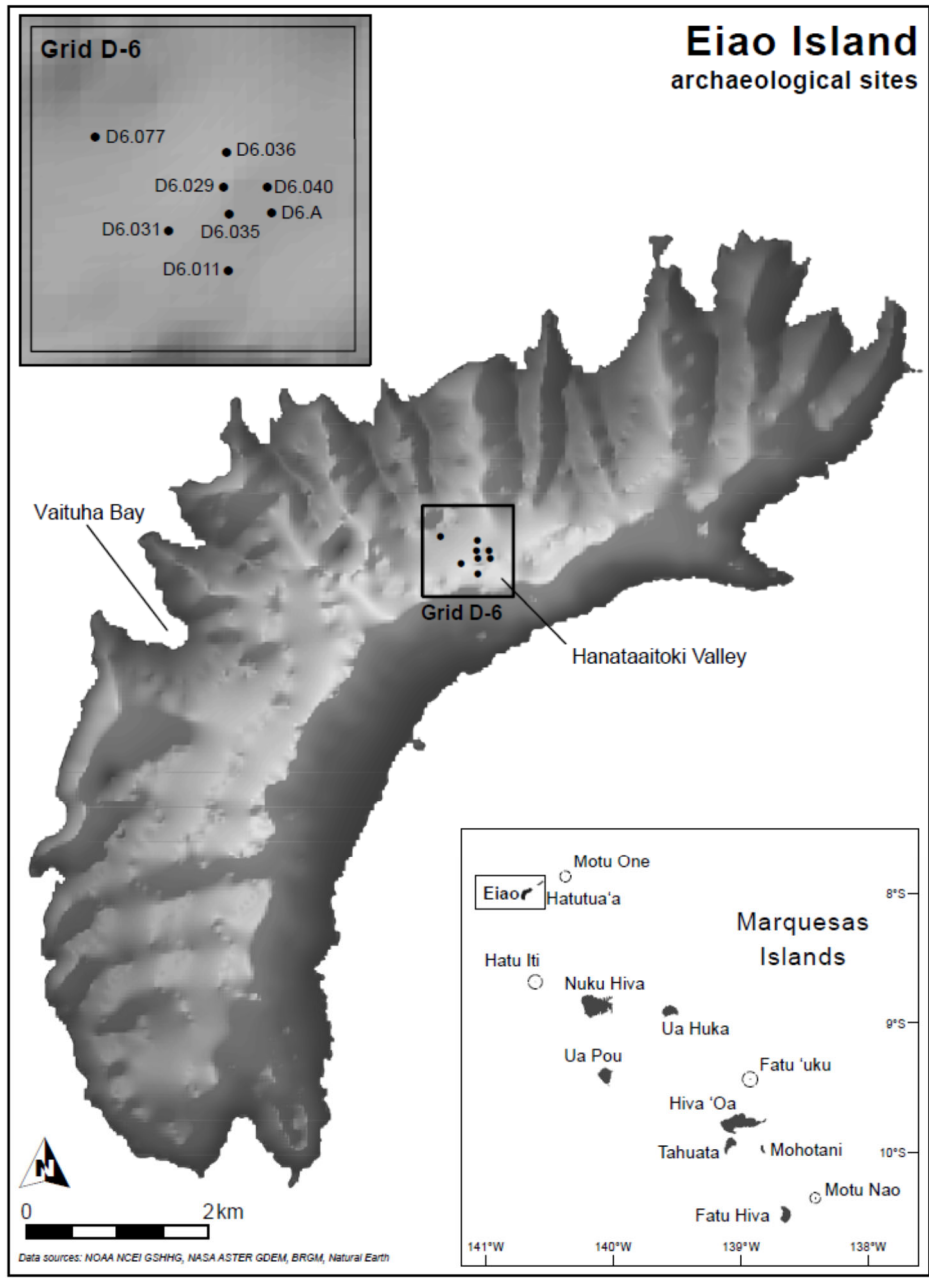 Eiao Island
archaeological sites
Grid D-6
D6.077
D6.036
D6.029
D6.040
D6.A
D6.031
D6.035
D6.011
Vaituha Bay
Grid D-6
Hanataaitoki Valley
Motu One
Eiao
Hatutua'a
8°S
Marquesas
Islands
Hatu Iti
Nuku Hiva
Ua Huka
9°S
Ua Pou
Fatu 'uku
Hiva 'Oa
Tahuata
Mohotani
10°S
Motu Nao
Fatu Hiva
141°W
140°W
139°W
138°W
N
0
2 km
Data sources: NOAA NCEI GSHHG, NASA ASTER GDEM, BRGM, Natural Earth